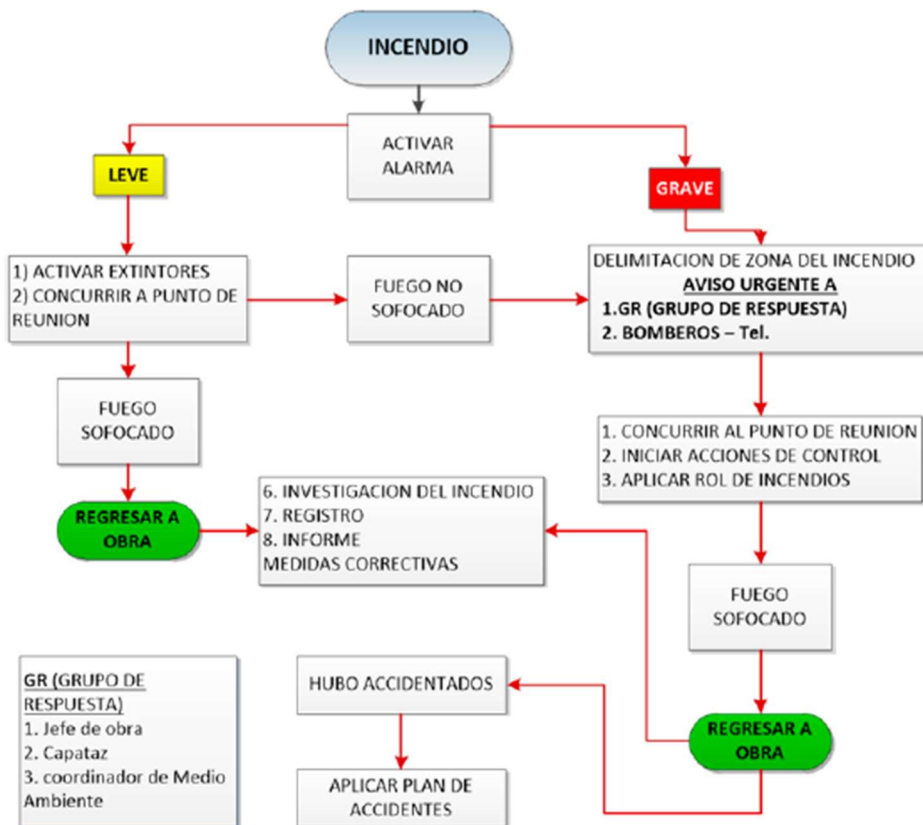 INCENDIO
ACTIVAR
ALARMA
LEVE
GRAVE
1) ACTIVAR EXTINTORES
2) CONCURRIR A PUNTO DE
REUNION
FUEGO NO
SOFOCADO
DELIMITACION DE ZONA DEL INCENDIO
AVISO URGENTE A
1.GR (GRUPO DE RESPUESTA)
2. BOMBEROS – Tel.
FUEGO
SOFOCADO
1. CONCURRIR AL PUNTO DE REUNION
2. INICIAR ACCIONES DE CONTROL
3. APLICAR ROL DE INCENDIOS
REGRESAR A
OBRA
6. INVESTIGACION DEL INCENDIO
7. REGISTRO
8. INFORME
MEDIDAS CORRECTIVAS
FUEGO
SOFOCADO
GR (GRUPO DE
RESPUESTA)
1. Jefe de obra
2. Capataz
3. coordinador de Medio
Ambiente
HUBO ACCIDENTADOS
REGRESAR A
OBRA
APLICAR PLAN DE
ACCIDENTES